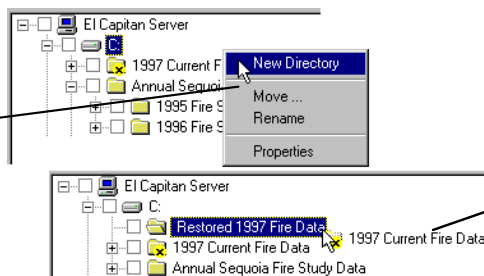 El Capitan Server
C:
1997 Current F
New Directory
Annual Sequoi
Move ...
1995 Fire S
Rename
1996 Fire S
Properties
El Capitan Server
C:
Restored 1997 Fire Data
1997 Current Fire Data
1997 Current Fire Data
Annual Sequoia Fire Study Data